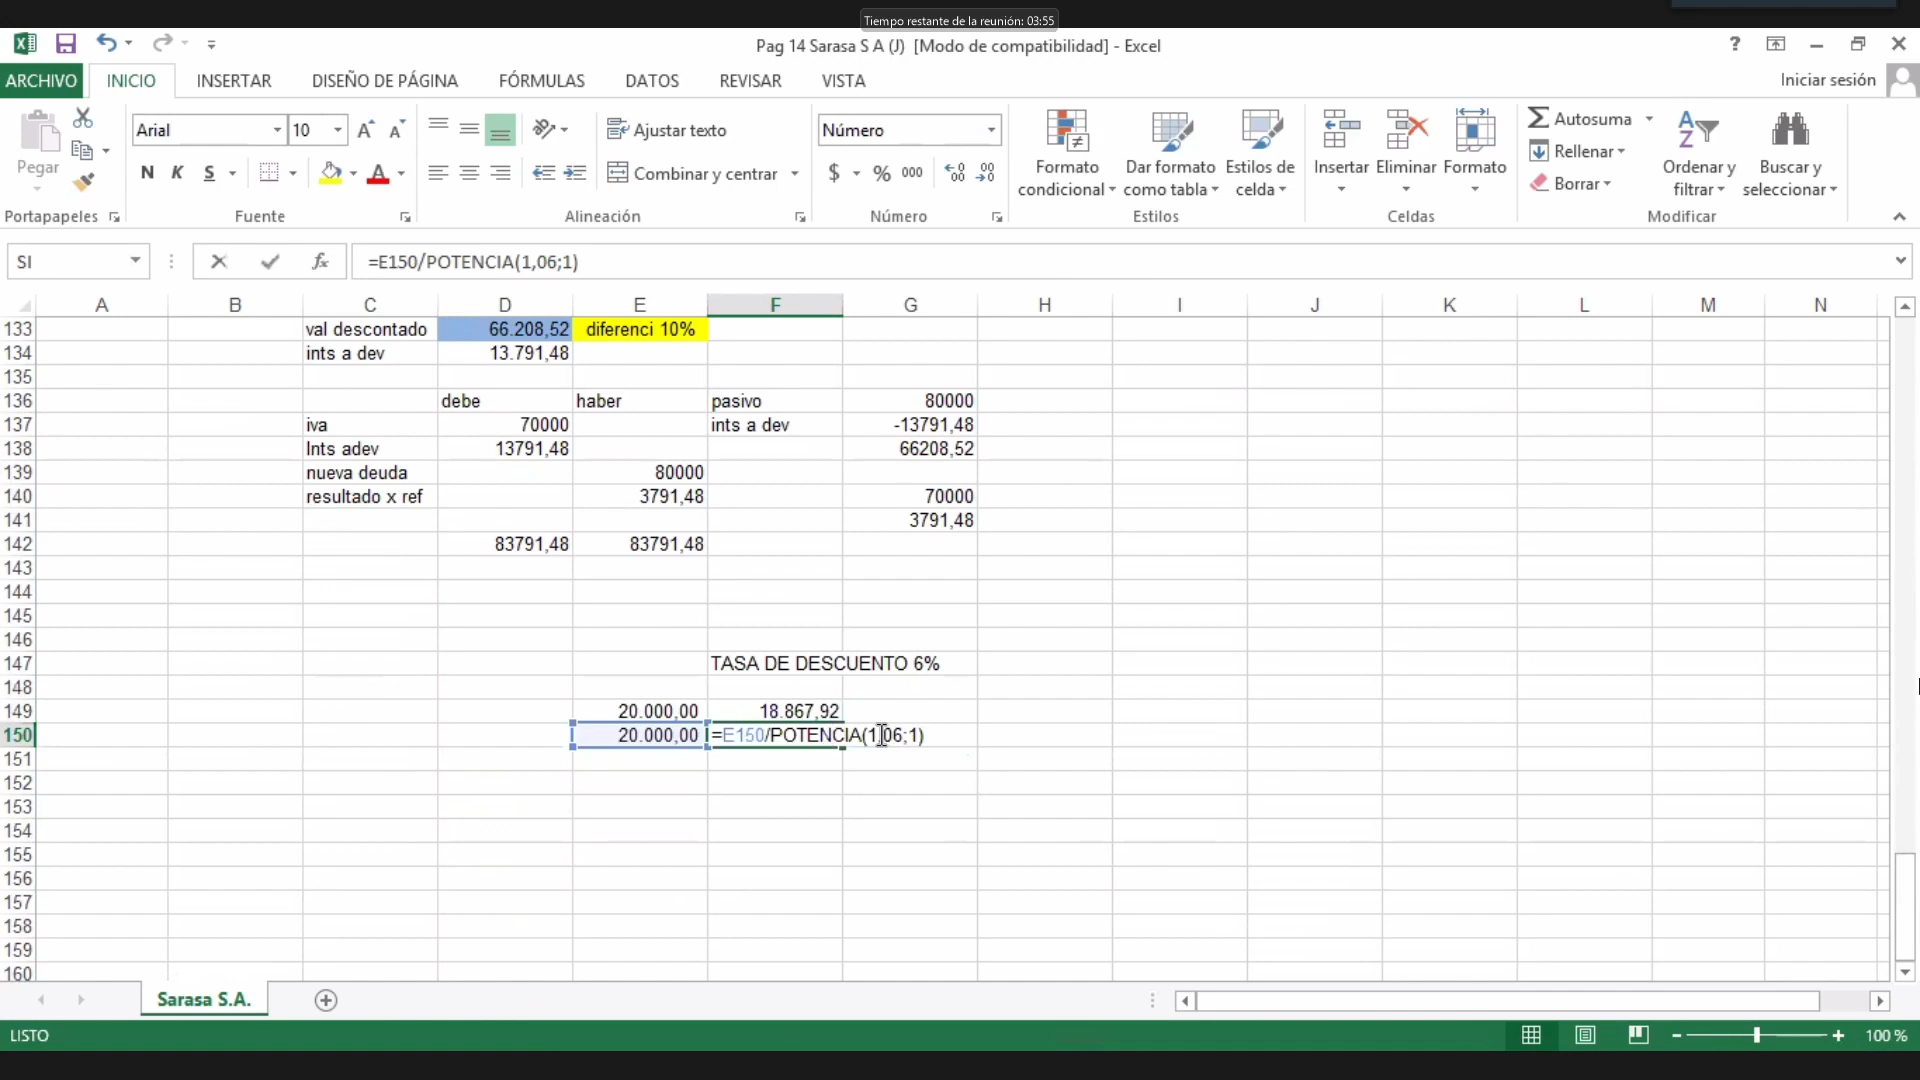 Tiempo restante de la reunión: 03:55
Pag 14 Sarasa S A (J) [Modo de compatibilidad] - Excel
ARCHIVO INICIO INSERTAR DISEÑO DE PÁGINA FÓRMULAS DATOS REVISAR VISTA Iniciar sesión
Pegar
Portapapeles
Arial 10
N K S A
Fuente
Ajustar texto
Combinar y centrar
Alineación
Número
$ % 000
Número
Formato condicional
Dar formato como tabla
Estilos de celda
Estilos
Insertar
Eliminar
Formato
Celdas
Autosuma
Rellenar
Borrar
Ordenar y filtrar
Buscar y seleccionar
Modificar
SI fx =E150/POTENCIA(1,06;1)
A B C D E F G H I J K L M N
133 val descontado 66.208,52 diferenci 10%
134 ints a dev 13.791,48
135
136 debe haber pasivo 80000
137 iva 70000 ints a dev -13791,48
138 Ints adev 13791,48 66208,52
139 nueva deuda 80000
140 resultado x ref 3791,48 70000
141 3791,48
142 83791,48 83791,48
143
144
145
146
147 TASA DE DESCUENTO 6%
148
149 20.000,00 18.867,92
150 20.000,00 =E150/POTENCIA(1,06;1)
151
152
153
154
155
156
157
158
159
160
Sarasa S.A.
LISTO 100 %